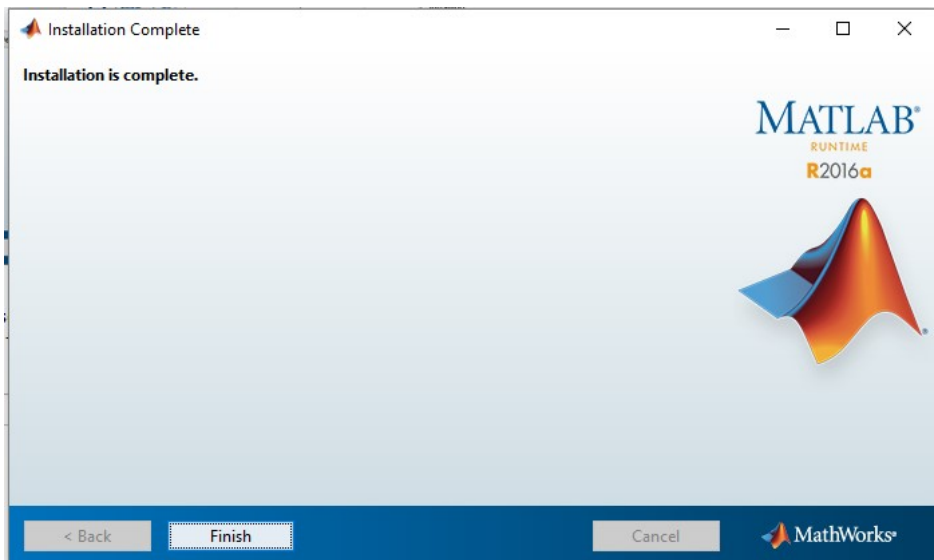 Installation Complete
Installation is complete.
MATLAB®
RUNTIME
R2016a
®
< Back
Finish
Cancel
MathWorks®